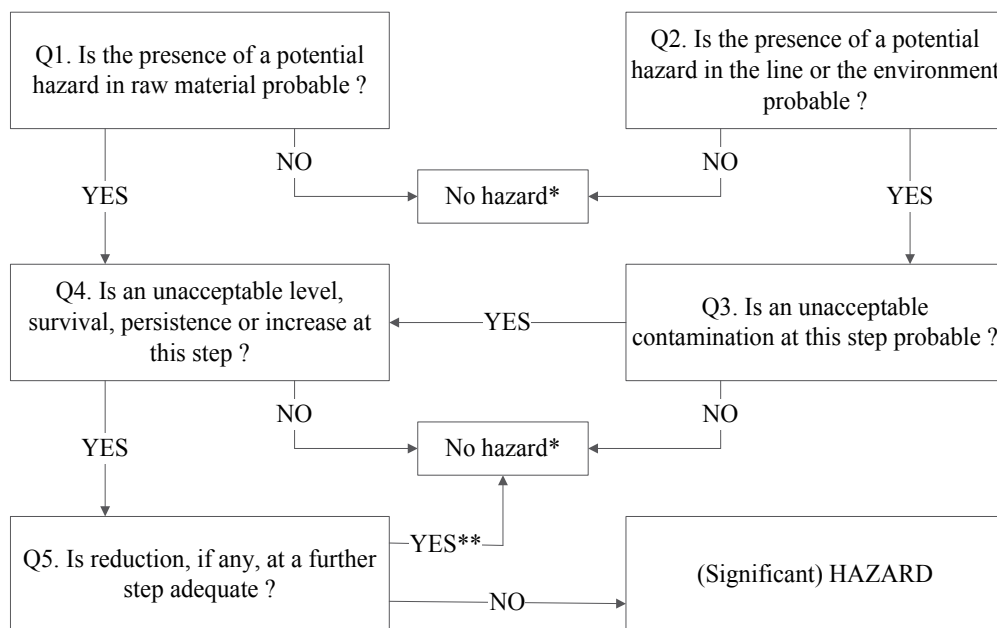 Q1. Is the presence of a potential
hazard in raw material probable ?
Q2. Is the presence of a potential
hazard in the line or the environment
probable ?
NO
NO
YES
No hazard*
YES
Q4. Is an unacceptable level,
survival, persistence or increase at
this step ?
YES
Q3. Is an unacceptable
contamination at this step probable ?
NO
NO
YES
No hazard*
Q5. Is reduction, if any, at a further
step adequate ?
YES**
NO
(Significant) HAZARD